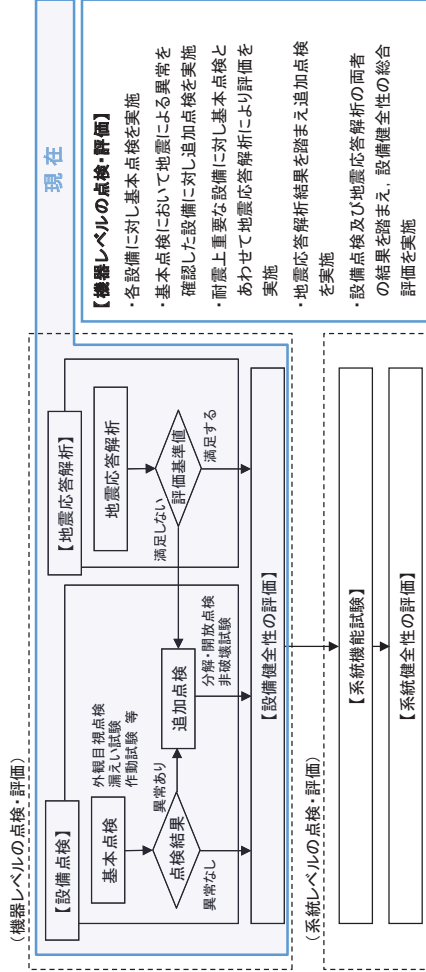 （機器レベルの点検・評価）
【設備点検】
基本点検
外観目視点検
漏えい試験
作動試験 等
点検結果
異常あり
異常なし
追加点検
分解・開放点検
非破壊試験
【地震応答解析】
地震応答解析
評価基準値
満足しない
満足する
【設備健全性の評価】
（系統レベルの点検・評価）
【系統機能試験】
【系統健全性の評価】
現在
【機器レベルの点検・評価】
・各設備に対し基本点検を実施
・基本点検において地震による異常を
確認した設備に対し追加点検を実施
・耐震上重要な設備に対し基本点検と
あわせて地震応答解析により評価を
実施
・地震応答解析結果を踏まえ追加点検
を実施
・設備点検及び地震応答解析の両者
の結果を踏まえ，設備健全性の総合
評価を実施